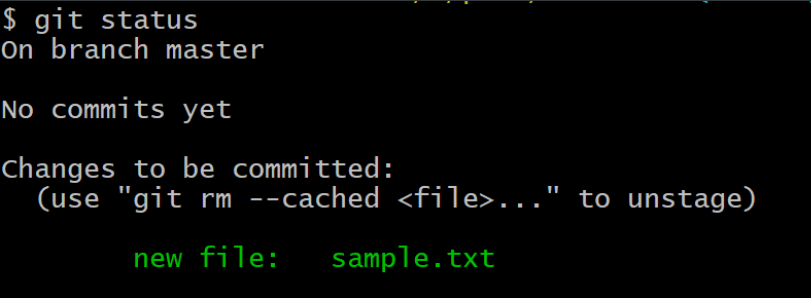 $ git status
On branch master
No commits yet
Changes to be committed:
(use "git rm --cached <file>..." to unstage)
new file: sample.txt